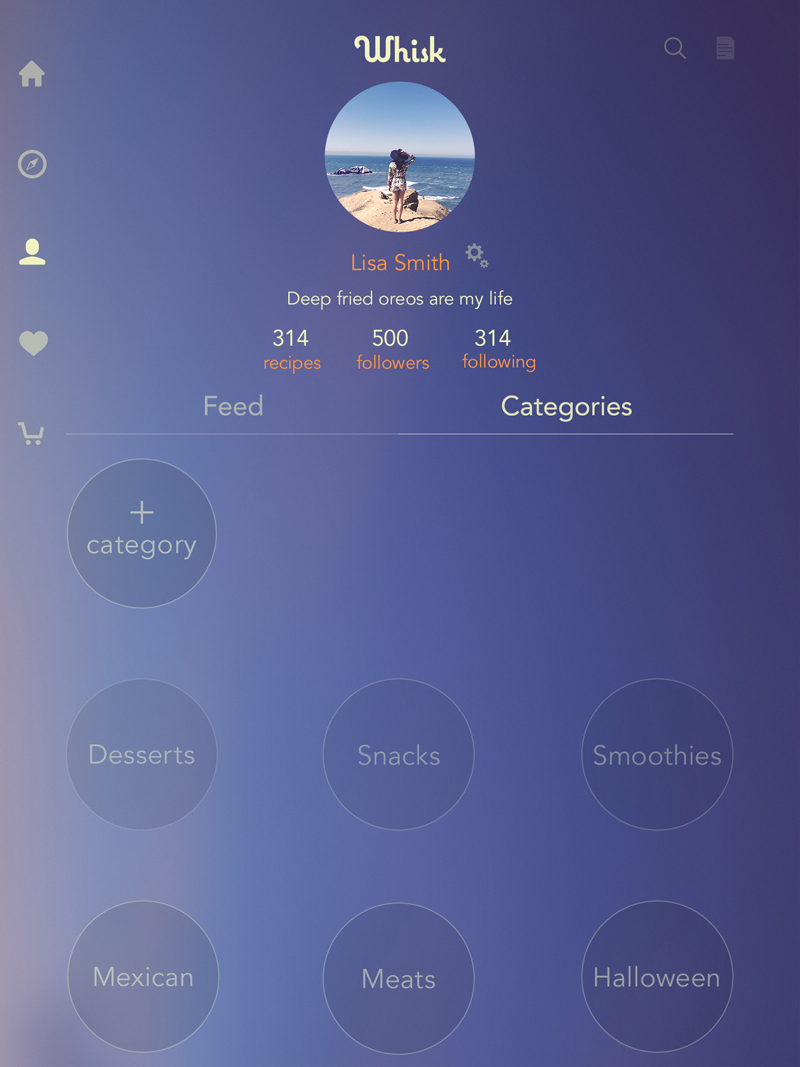 Whisk
Lisa Smith
Deep fried oreos are my life
314 500 314
recipes followers following
Feed Categories
+
category
Desserts Snacks Smoothies
Mexican Meats Halloween